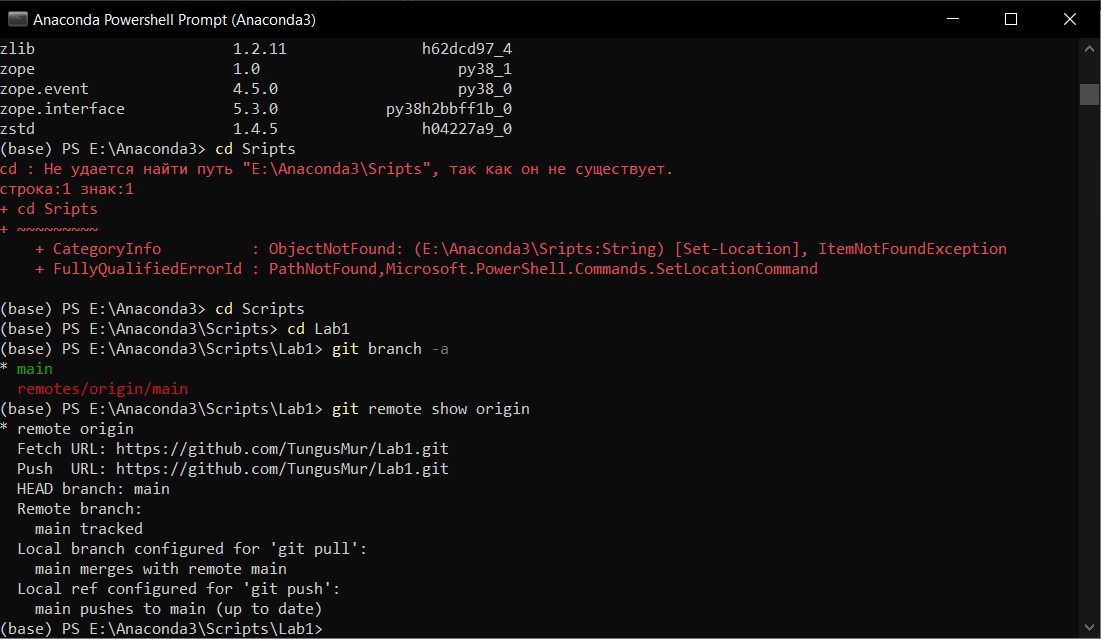 Anaconda Powershell Prompt (Anaconda3)
zlib 1.2.11 h62dcd97_4
zope 1.0 py38_1
zope.event 4.5.0 py38_0
zope.interface 5.3.0 py38h2bbff1b_0
zstd 1.4.5 h04227a9_0
(base) PS E:\Anaconda3> cd Sripts
cd : Не удается найти путь "E:\Anaconda3\Sripts", так как он не существует.
строка:1 знак:1
+ cd Sripts
+ ~~~~~~~~~
+ CategoryInfo : ObjectNotFound: (E:\Anaconda3\Sripts:String) [Set-Location], ItemNotFoundException
+ FullyQualifiedErrorId : PathNotFound,Microsoft.PowerShell.Commands.SetLocationCommand
(base) PS E:\Anaconda3> cd Scripts
(base) PS E:\Anaconda3\Scripts> cd Lab1
(base) PS E:\Anaconda3\Scripts\Lab1> git branch -a
* main
remotes/origin/main
(base) PS E:\Anaconda3\Scripts\Lab1> git remote show origin
* remote origin
Fetch URL: https://github.com/TungusMur/Lab1.git
Push  URL: https://github.com/TungusMur/Lab1.git
HEAD branch: main
Remote branch:
main tracked
Local branch configured for 'git pull':
main merges with remote main
Local ref configured for 'git push':
main pushes to main (up to date)
(base) PS E:\Anaconda3\Scripts\Lab1>